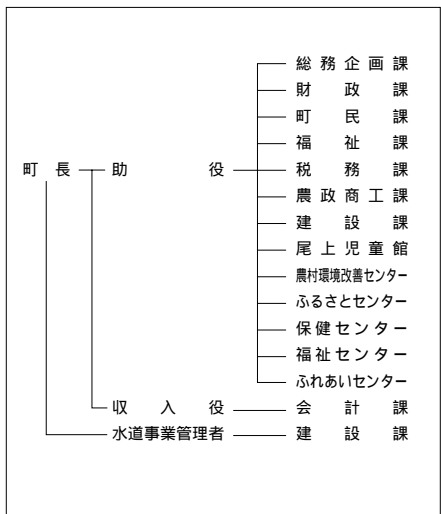 総務企画課
財政課
町民課
福祉課
町長 助役 税務課
農政商工課
建設課
尾上児童館
農村環境改善センター
ふるさとセンター
保健センター
福祉センター
ふれあいセンター
収入役 会計課
水道事業管理者 建設課